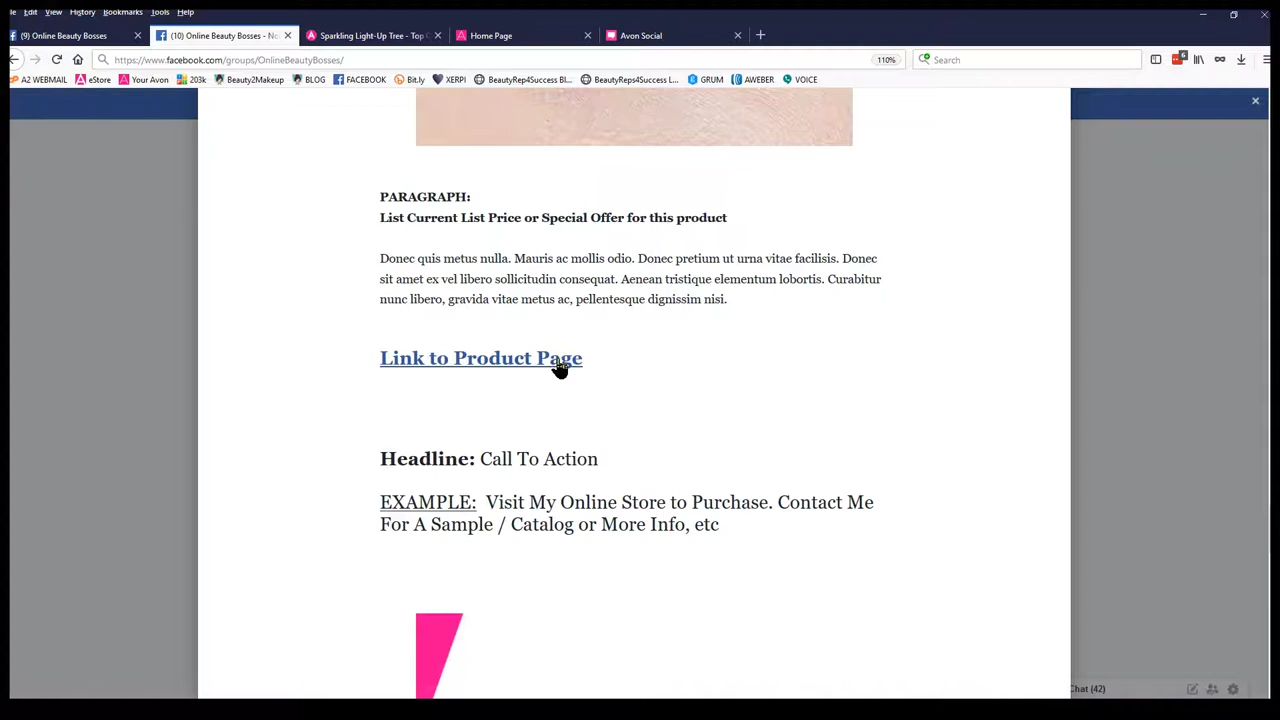 Edit View History Bookmarks Tools Help
(9) Online Beauty Bosses
(10) Online Beauty Bosses - No
Sparkling Light-Up Tree - Top C
Home Page
Avon Social
https://www.facebook.com/groups/OnlineBeautyBosses/
110%
Search
A2 WEBMAIL
eStore
Your Avon
203k
Beauty2Makeup
BLOG
FACEBOOK
Bit.ly
XERPI
BeautyRep4Success Bl...
BeautyReps4Success L...
GRUM
AWEBER
VOICE
PARAGRAPH:
List Current List Price or Special Offer for this product
Donec quis metus nulla. Mauris ac mollis odio. Donec pretium ut urna vitae facilisis. Donec
sit amet ex vel libero sollicitudin consequat. Aenean tristique elementum lobortis. Curabitur
nunc libero, gravida vitae metus ac, pellentesque dignissim nisi.
Link to Product Page
Headline: Call To Action
EXAMPLE: Visit My Online Store to Purchase. Contact Me
For A Sample / Catalog or More Info, etc
Chat (42)